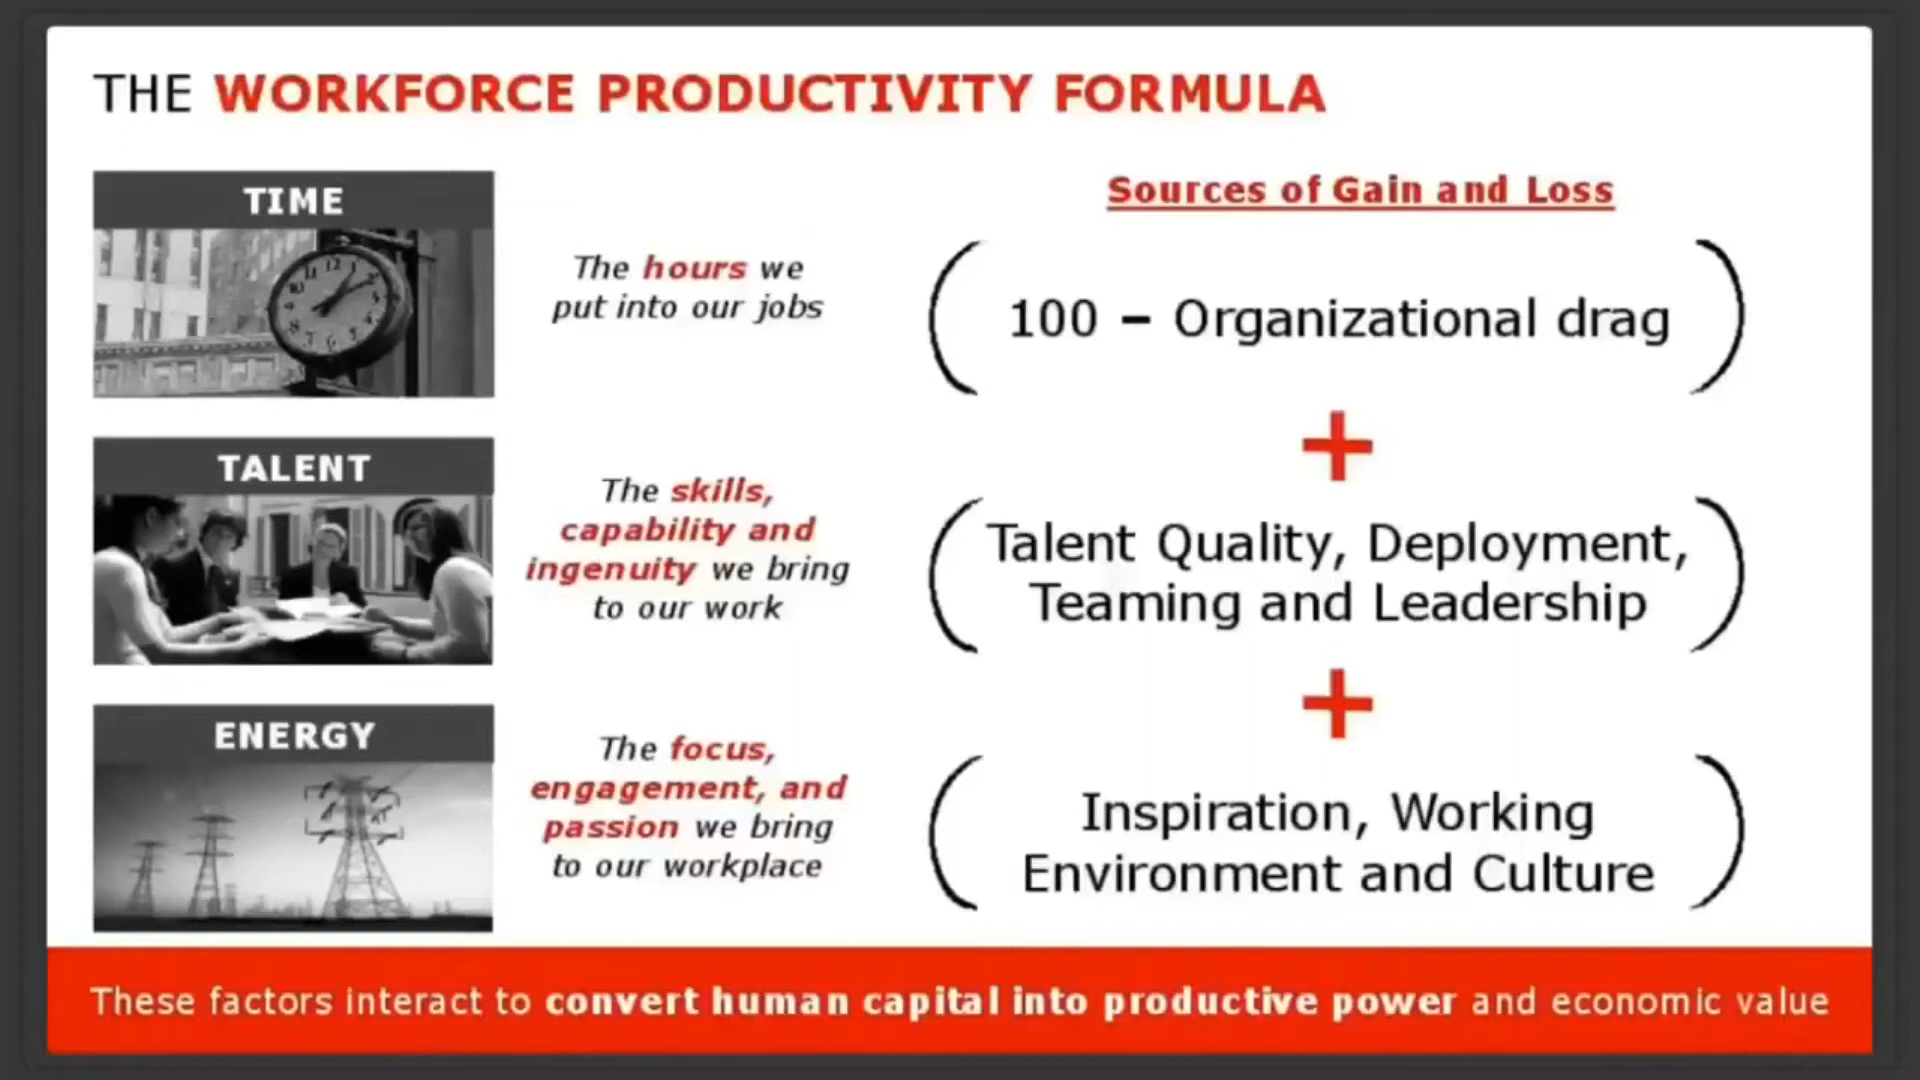 THE WORKFORCE PRODUCTIVITY FORMULA
TIME
The hours we
put into our jobs
Sources of Gain and Loss
100 – Organizational drag
+
TALENT
The skills,
capability and
ingenuity we bring
to our work
Talent Quality, Deployment,
Teaming and Leadership
+
ENERGY
The focus,
engagement, and
passion we bring
to our workplace
Inspiration, Working
Environment and Culture
These factors interact to convert human capital into productive power and economic value